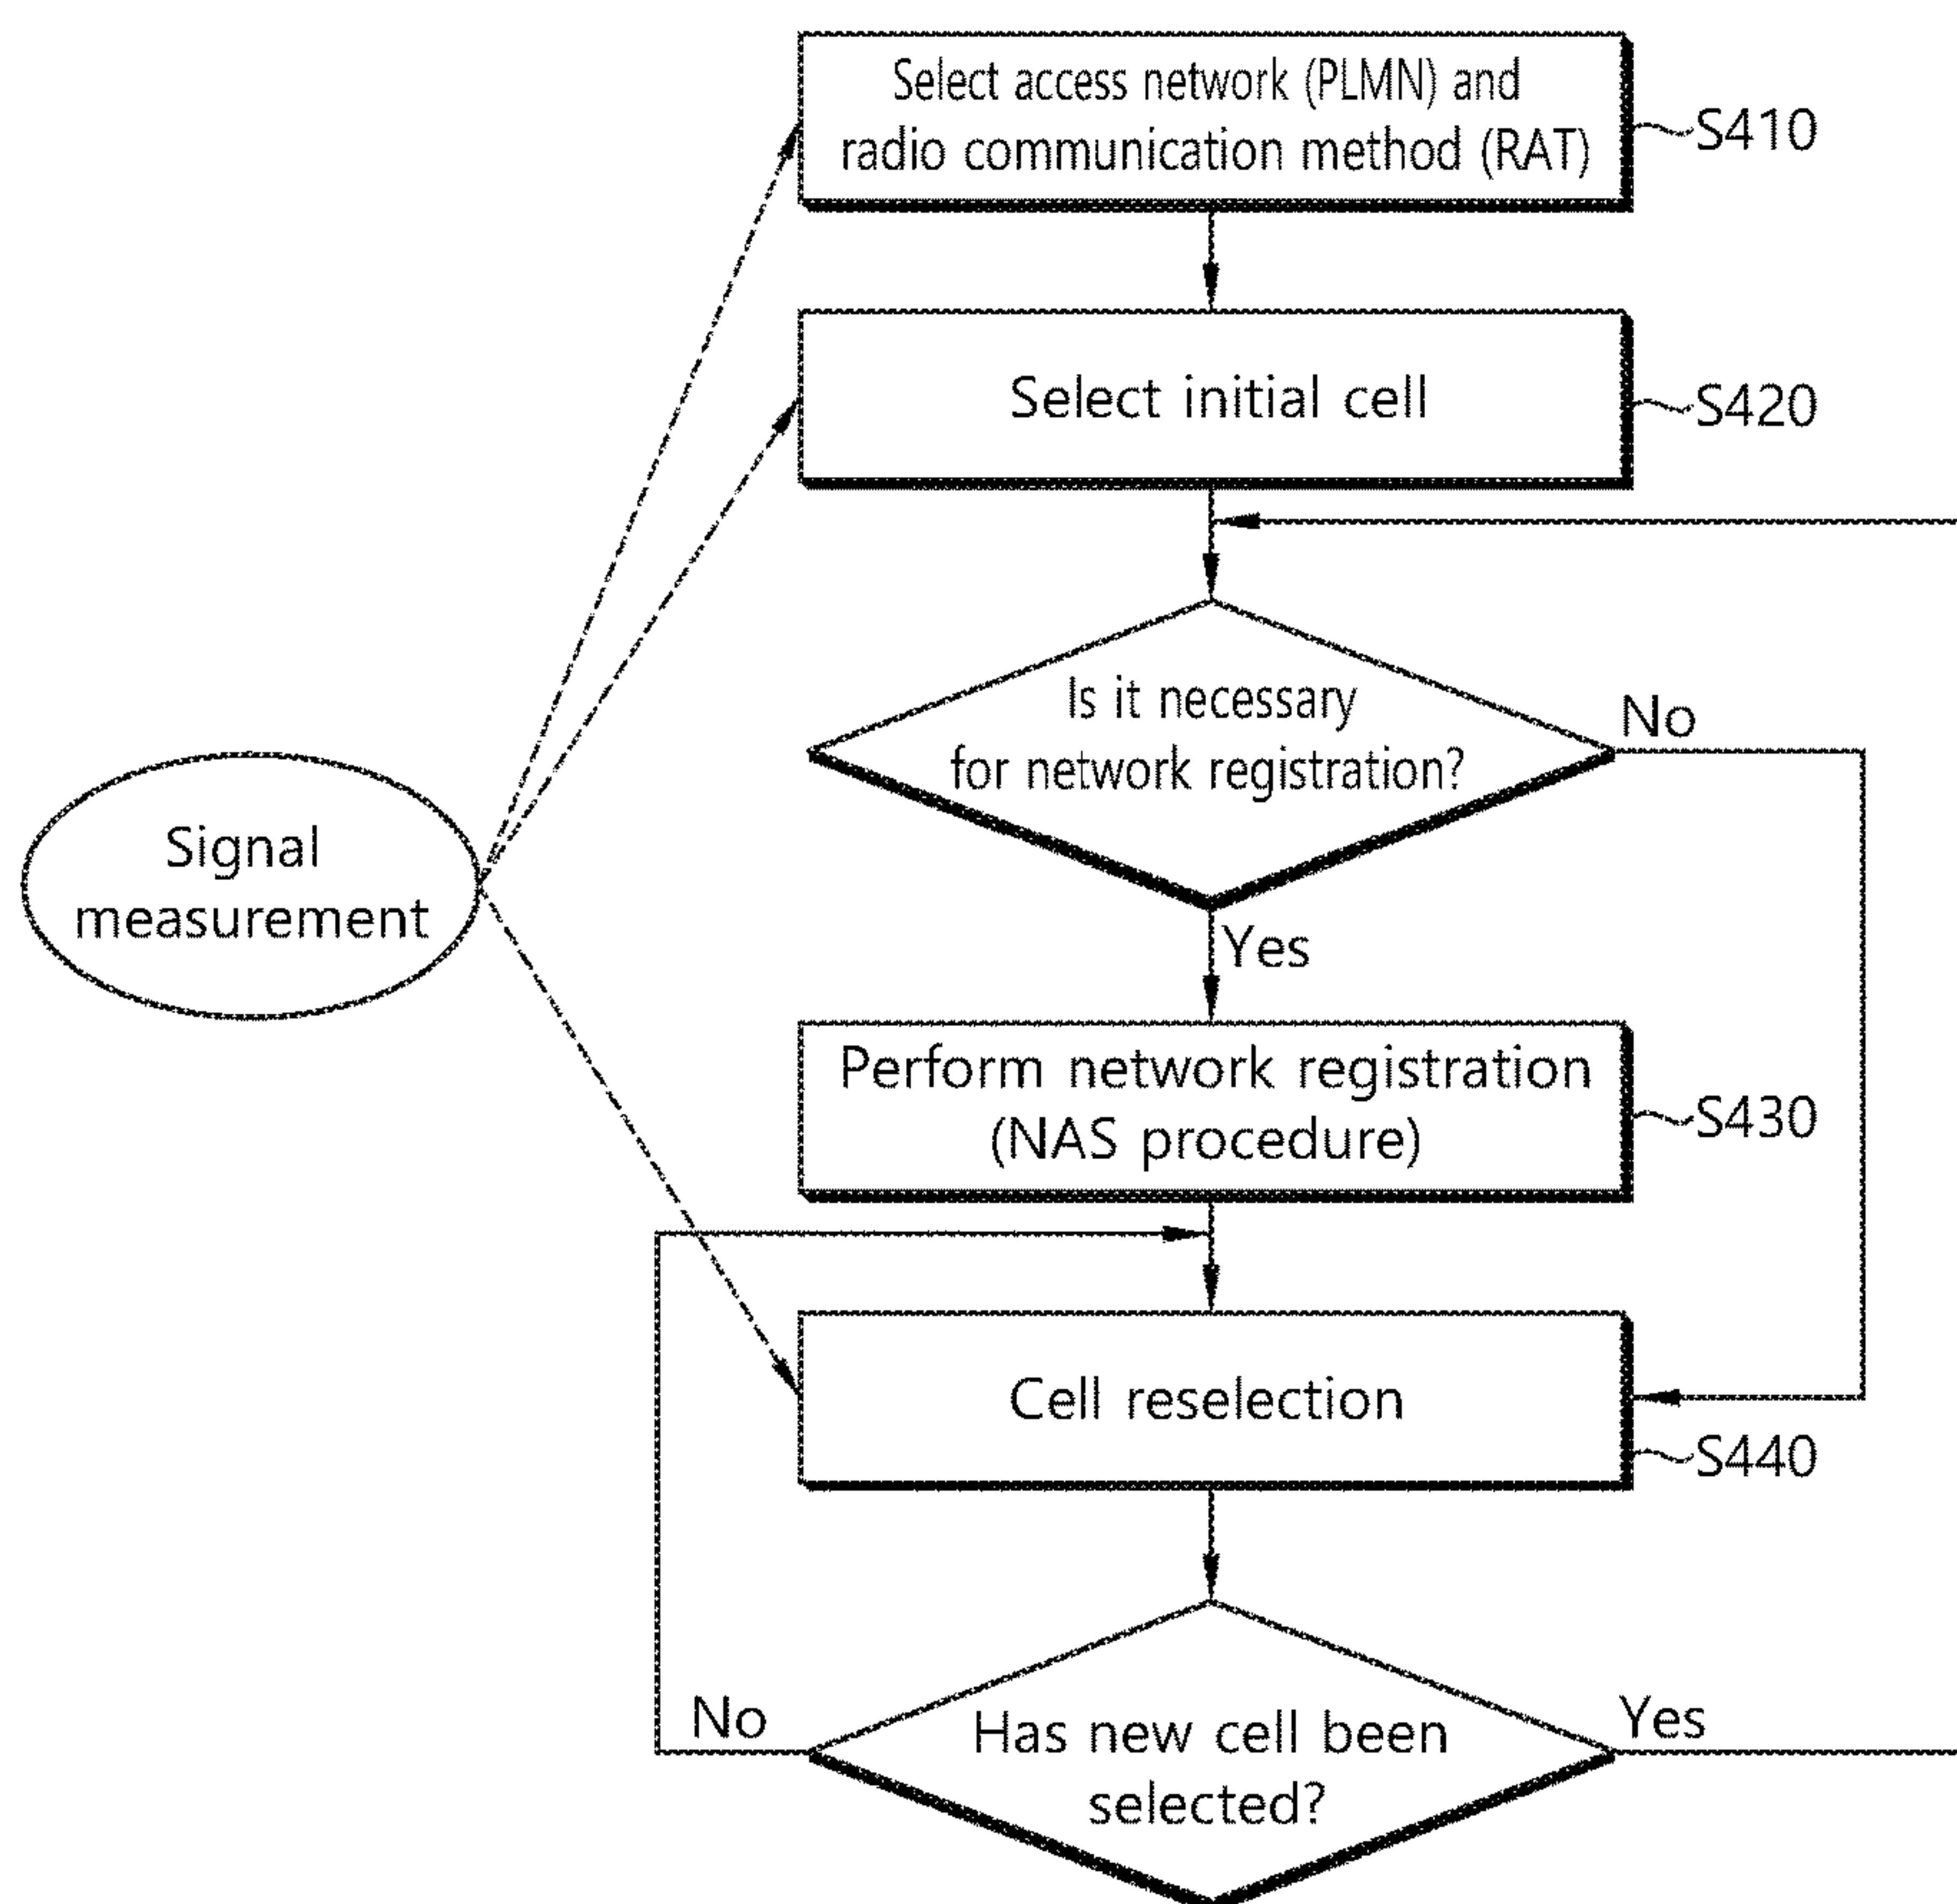 Select access network (PLMN) and
radio communication method (RAT)
S410
Select initial cell
S420
Is it necessary
for network registration?
No
Yes
Signal
measurement
Perform network registration
(NAS procedure)
S430
Cell reselection
S440
No
Has new cell been
selected?
Yes